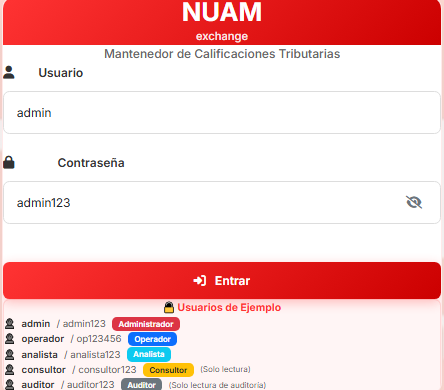 NUAM
exchange
Mantenedor de Calificaciones Tributarias
Usuario
admin
Contraseña
admin123
Entrar
Usuarios de Ejemplo
admin / admin123 Administrador
operador / op123456 Operador
analista / analista123 Analista
consultor / consultor123 Consultor (Solo lectura)
auditor / auditor123 Auditor (Solo lectura de auditoría)